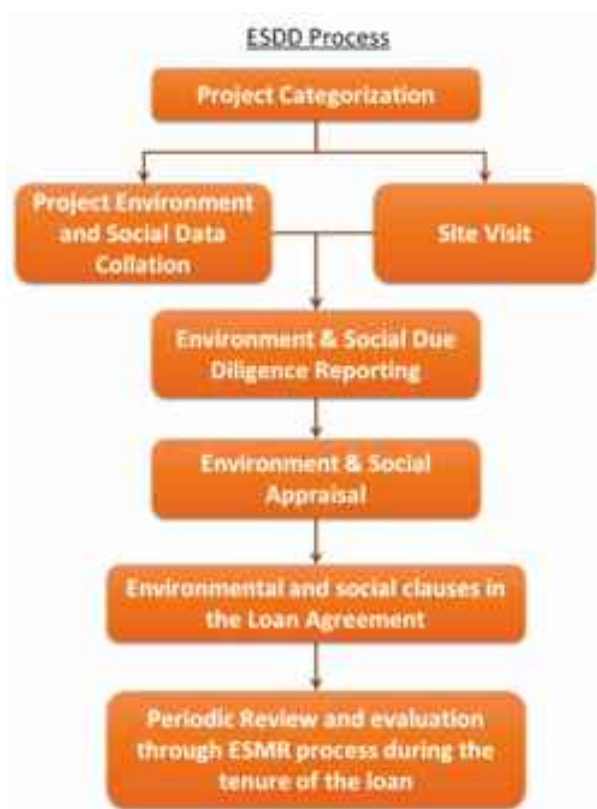 ESDD Process
Project Categorization
Project Environment
and Social Data
Collation
Site Visit
Environment & Social Due
Diligence Reporting
Environment & Social
Appraisal
Environmental and social clauses in
the Loan Agreement
Periodic Review and evaluation
through ESMR process during the
tenure of the loan